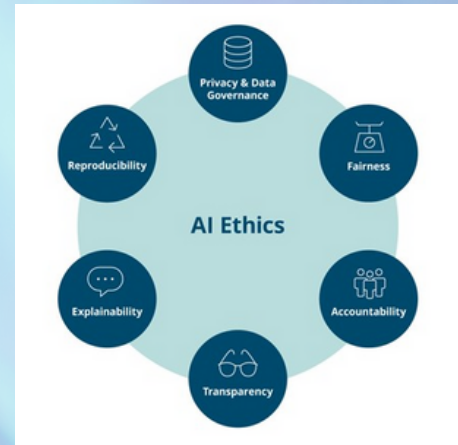 Privacy & Data
Governance
Reproducibility
Fairness
AI Ethics
Explainability
Accountability
Transparency